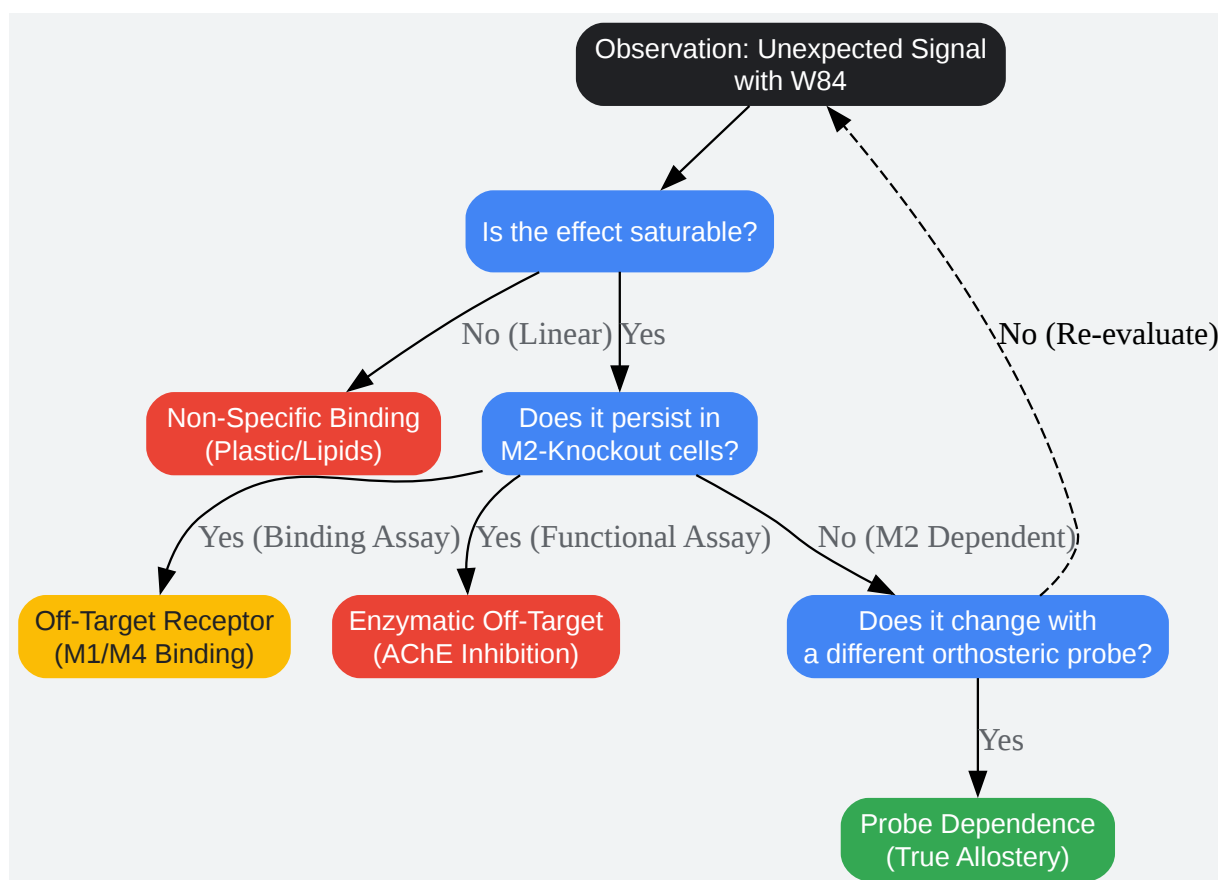 Observation: Unexpected Signal
with W84
Is the effect saturable?
No (Linear)
Yes
No (Re-evaluate)
Non-Specific Binding
(Plastic/Lipids)
Does it persist in
M2-Knockout cells?
Yes (Binding Assay)
Yes (Functional Assay)
No (M2 Dependent)
Off-Target Receptor
(M1/M4 Binding)
Enzymatic Off-Target
(AChE Inhibition)
Does it change with
a different orthosteric probe?
Yes
Probe Dependence
(True Allostery)